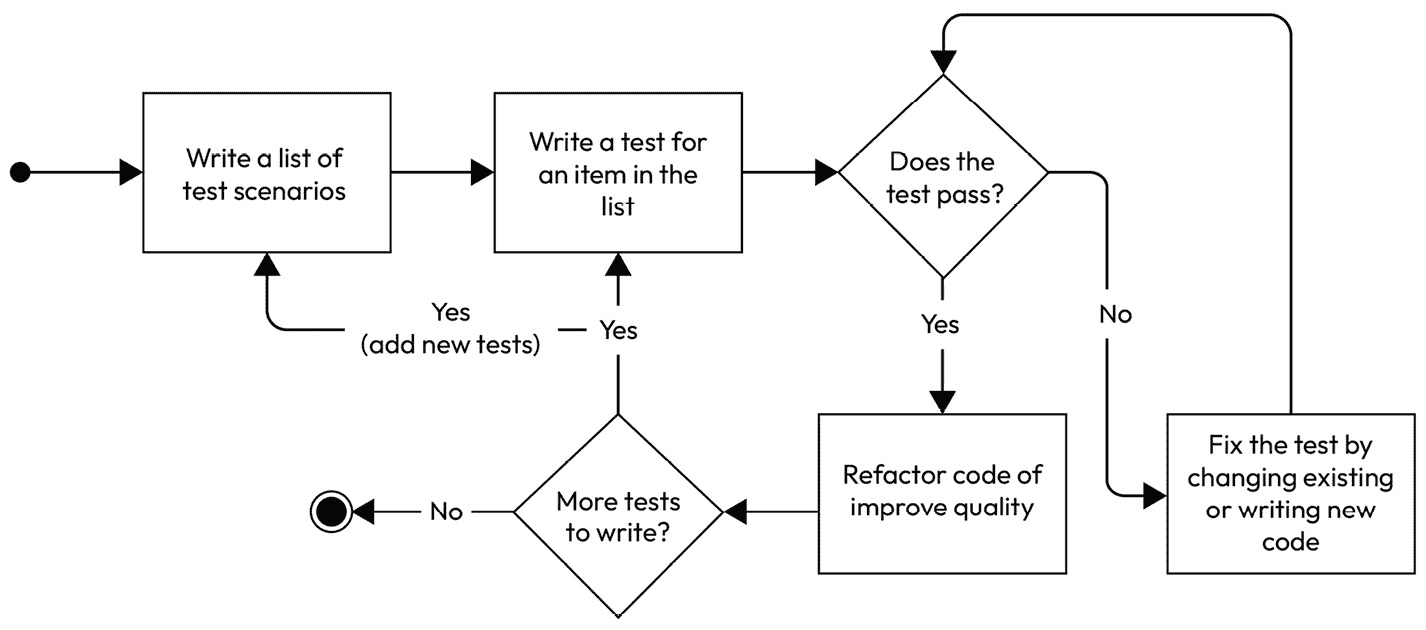 Write a list of
test scenarios
Write a test for
an item in the
list
Does the
test pass?
Yes
(add new tests)
Yes
Yes
No
No
More tests
to write?
Refactor code of
improve quality
Fix the test by
changing existing
or writing new
code